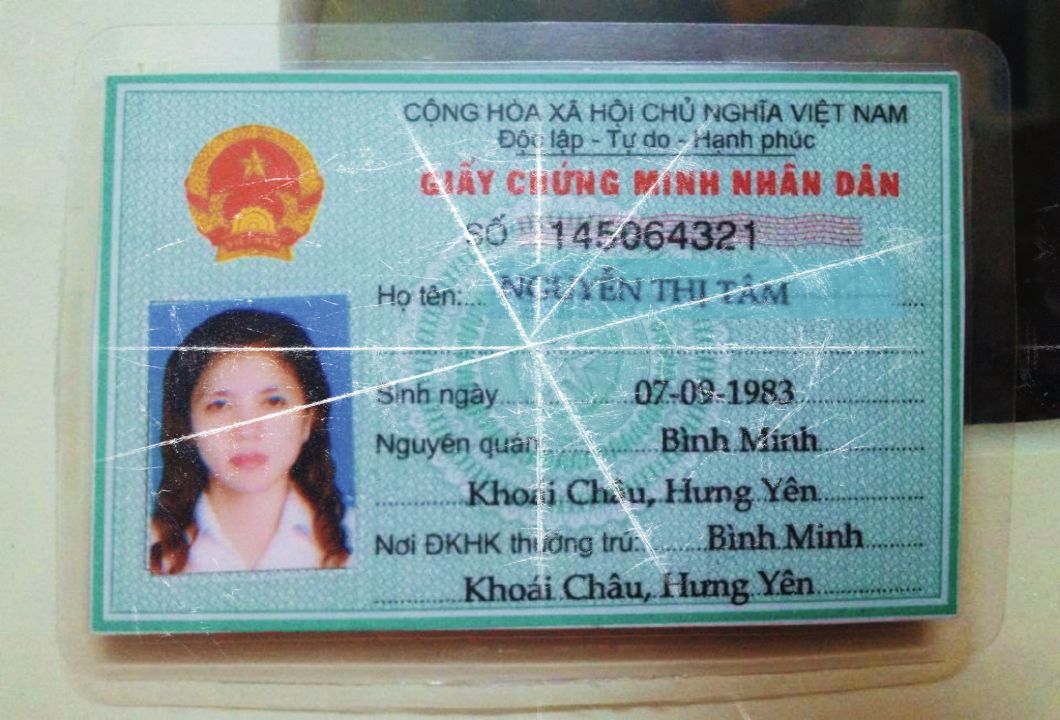 CỘNG HÒA XÃ HỘI CHỦ NGHĨA VIỆT NAM
Độc lập - Tự do - Hạnh phúc
GIẤY CHỨNG MINH NHÂN DÂN
SỐ 145064321
Họ tên: NGUYỄN THỊ TÂM
Sinh ngày 07-09-1983
Nguyên quán Bình Minh
Khoái Châu, Hưng Yên
Nơi ĐKHK thường trú: Bình Minh
Khoái Châu, Hưng Yên